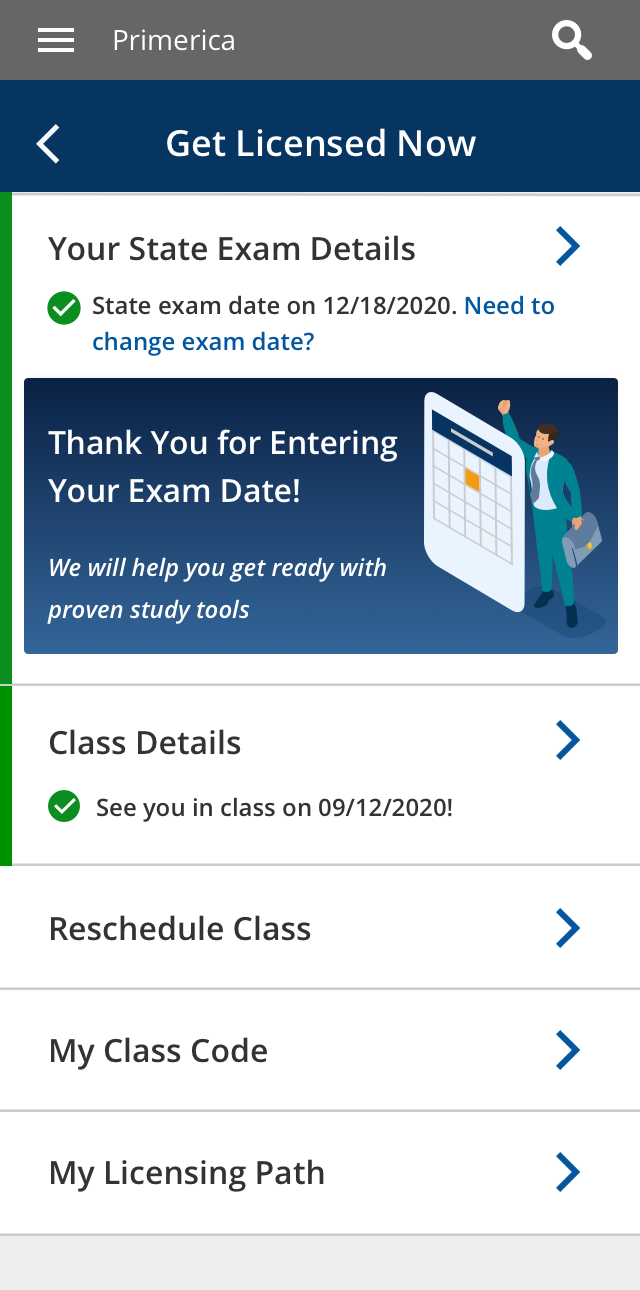 Primerica
Get Licensed Now
Your State Exam Details
State exam date on 12/18/2020. Need to
change exam date?
Thank You for Entering
Your Exam Date!
We will help you get ready with
proven study tools
Class Details
See you in class on 09/12/2020!
Reschedule Class
My Class Code
My Licensing Path